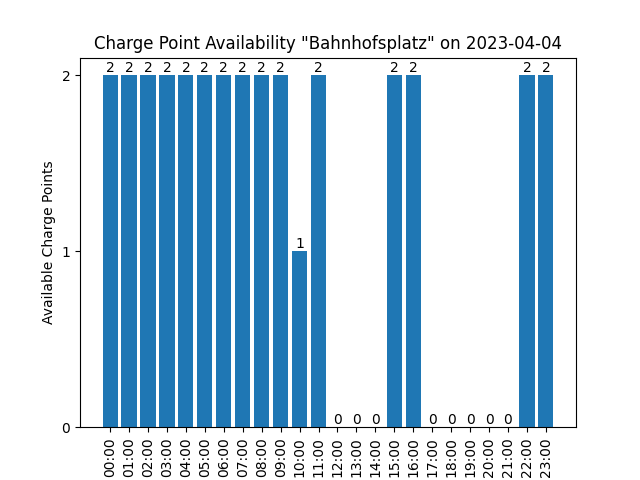 Charge Point Availability "Bahnhofsplatz" on 2023-04-04
2 2 2 2 2 2 2 2 2 2 1 2 0 0 0 2 2 0 0 0 0 0 2 2
Available Charge Points
2
1
0
00:00 01:00 02:00 03:00 04:00 05:00 06:00 07:00 08:00 09:00 10:00 11:00 12:00 13:00 14:00 15:00 16:00 17:00 18:00 19:00 20:00 21:00 22:00 23:00